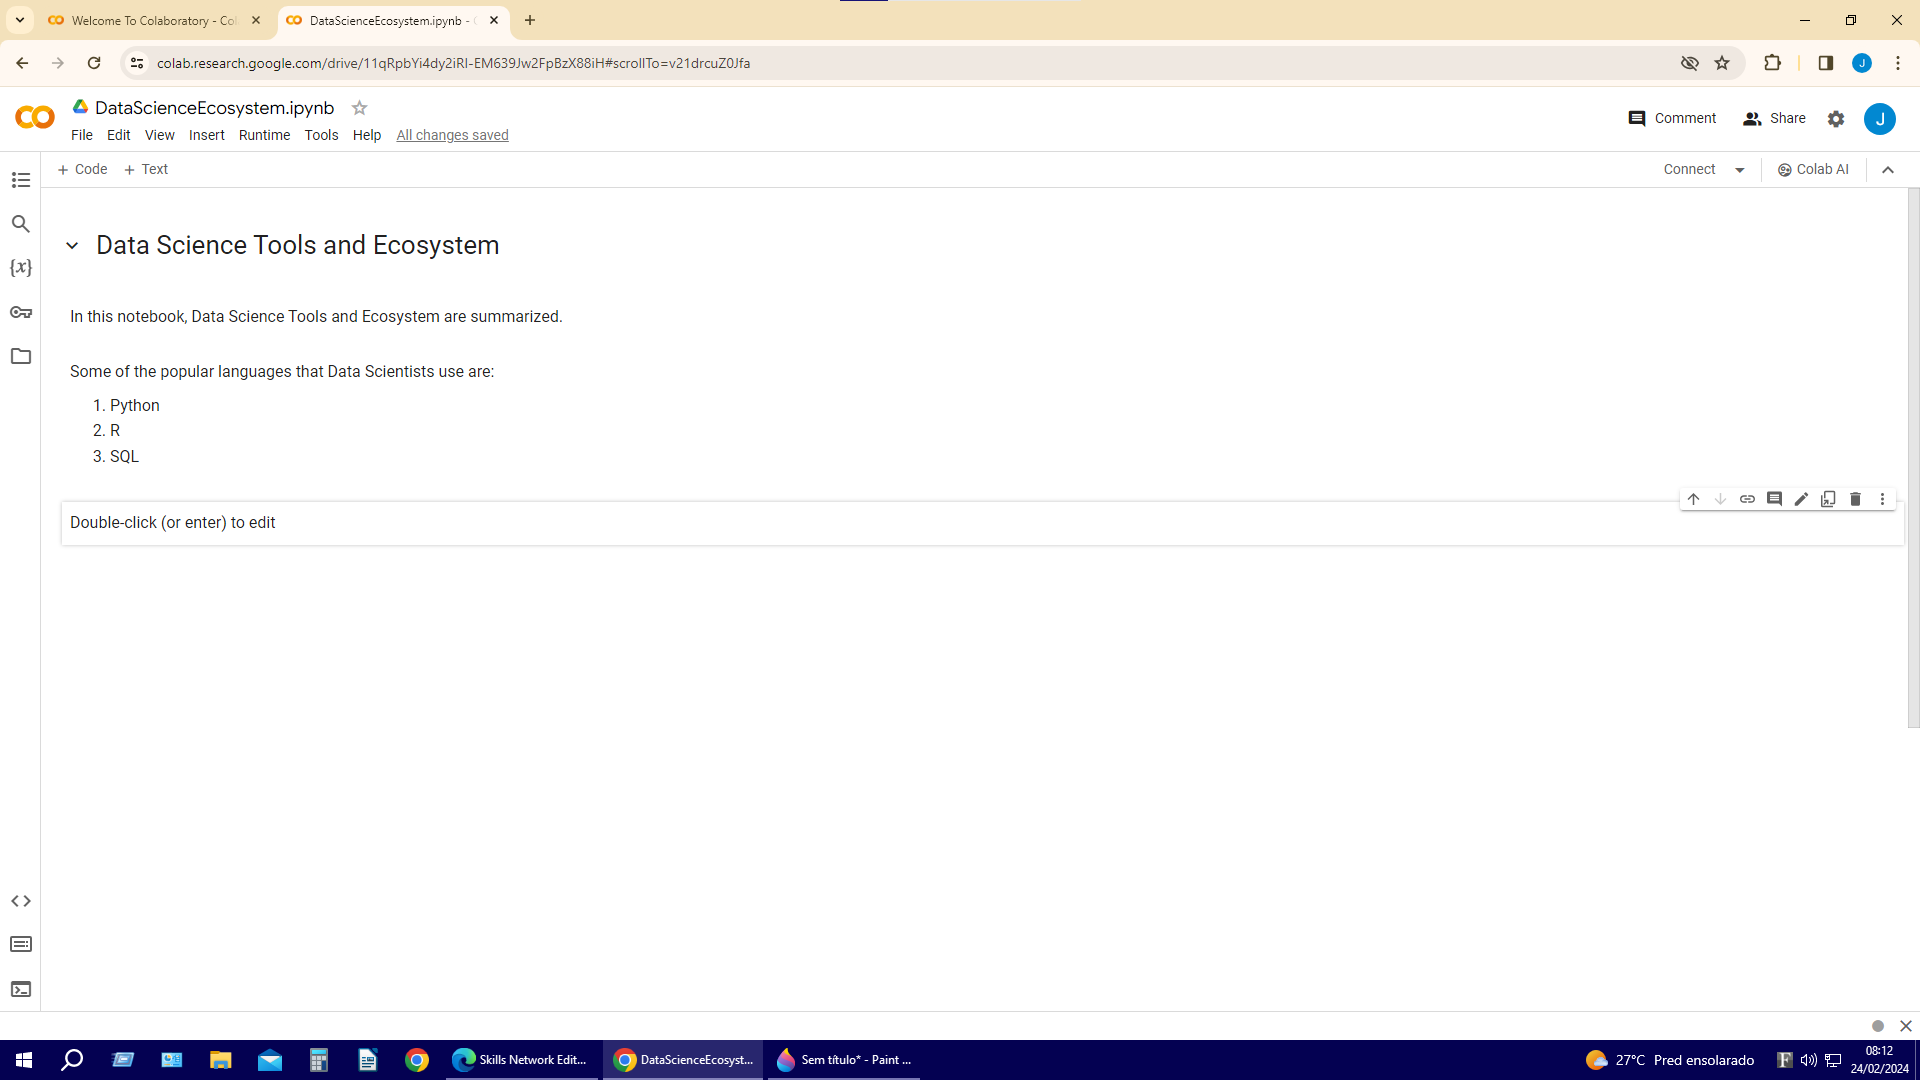 Welcome To Colaboratory - Col
DataScienceEcosystem.ipynb -
colab.research.google.com/drive/11qRpbYi4dy2iRI-EM639Jw2FpBzX88iH#scrollTo=v21drcuZ0Jfa
J
DataScienceEcosystem.ipynb
File Edit View Insert Runtime Tools Help All changes saved
Comment Share J
+ Code + Text
Connect Colab AI
{x}
Data Science Tools and Ecosystem
In this notebook, Data Science Tools and Ecosystem are summarized.
Some of the popular languages that Data Scientists use are:
1. Python
2. R
3. SQL
Double-click (or enter) to edit
Skills Network Edit...
DataScienceEcosyst...
Sem título* - Paint ...
27°C Pred ensolarado
F
08:12
24/02/2024